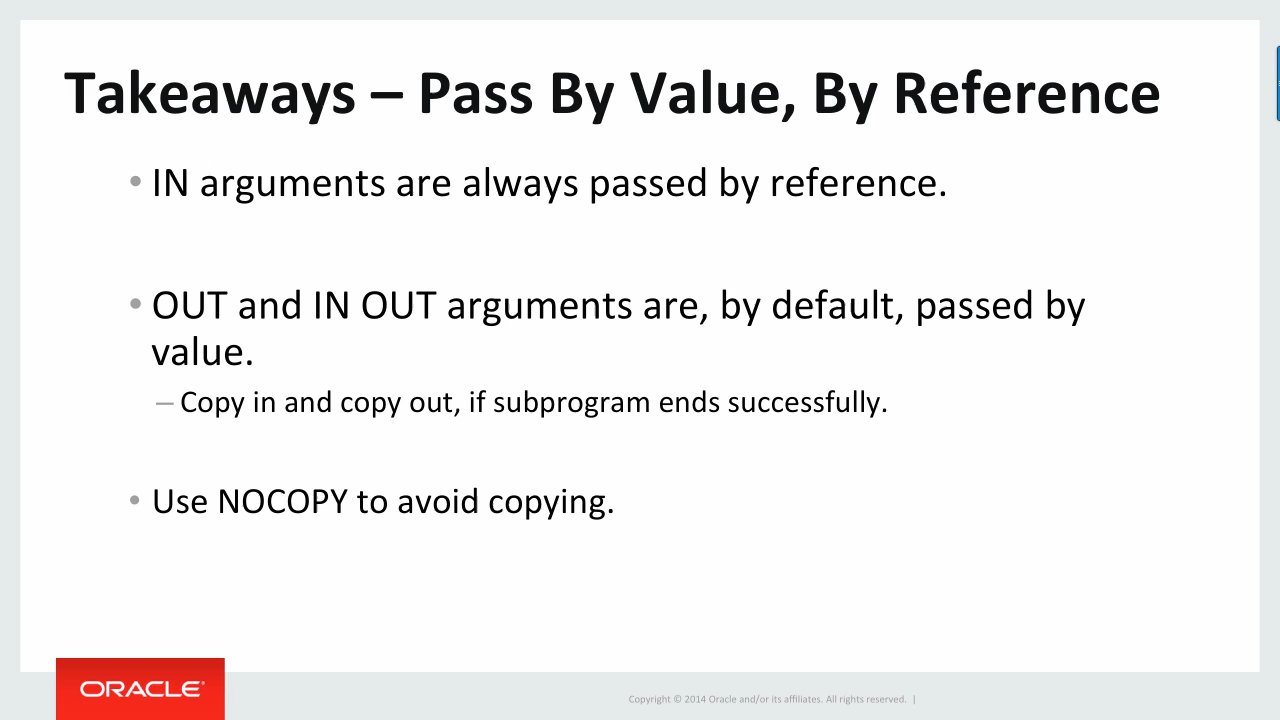 Takeaways – Pass By Value, By Reference
• IN arguments are always passed by reference.
• OUT and IN OUT arguments are, by default, passed by
value.
– Copy in and copy out, if subprogram ends successfully.
• Use NOCOPY to avoid copying.
ORACLE®
Copyright © 2014 Oracle and/or its affiliates. All rights reserved. |